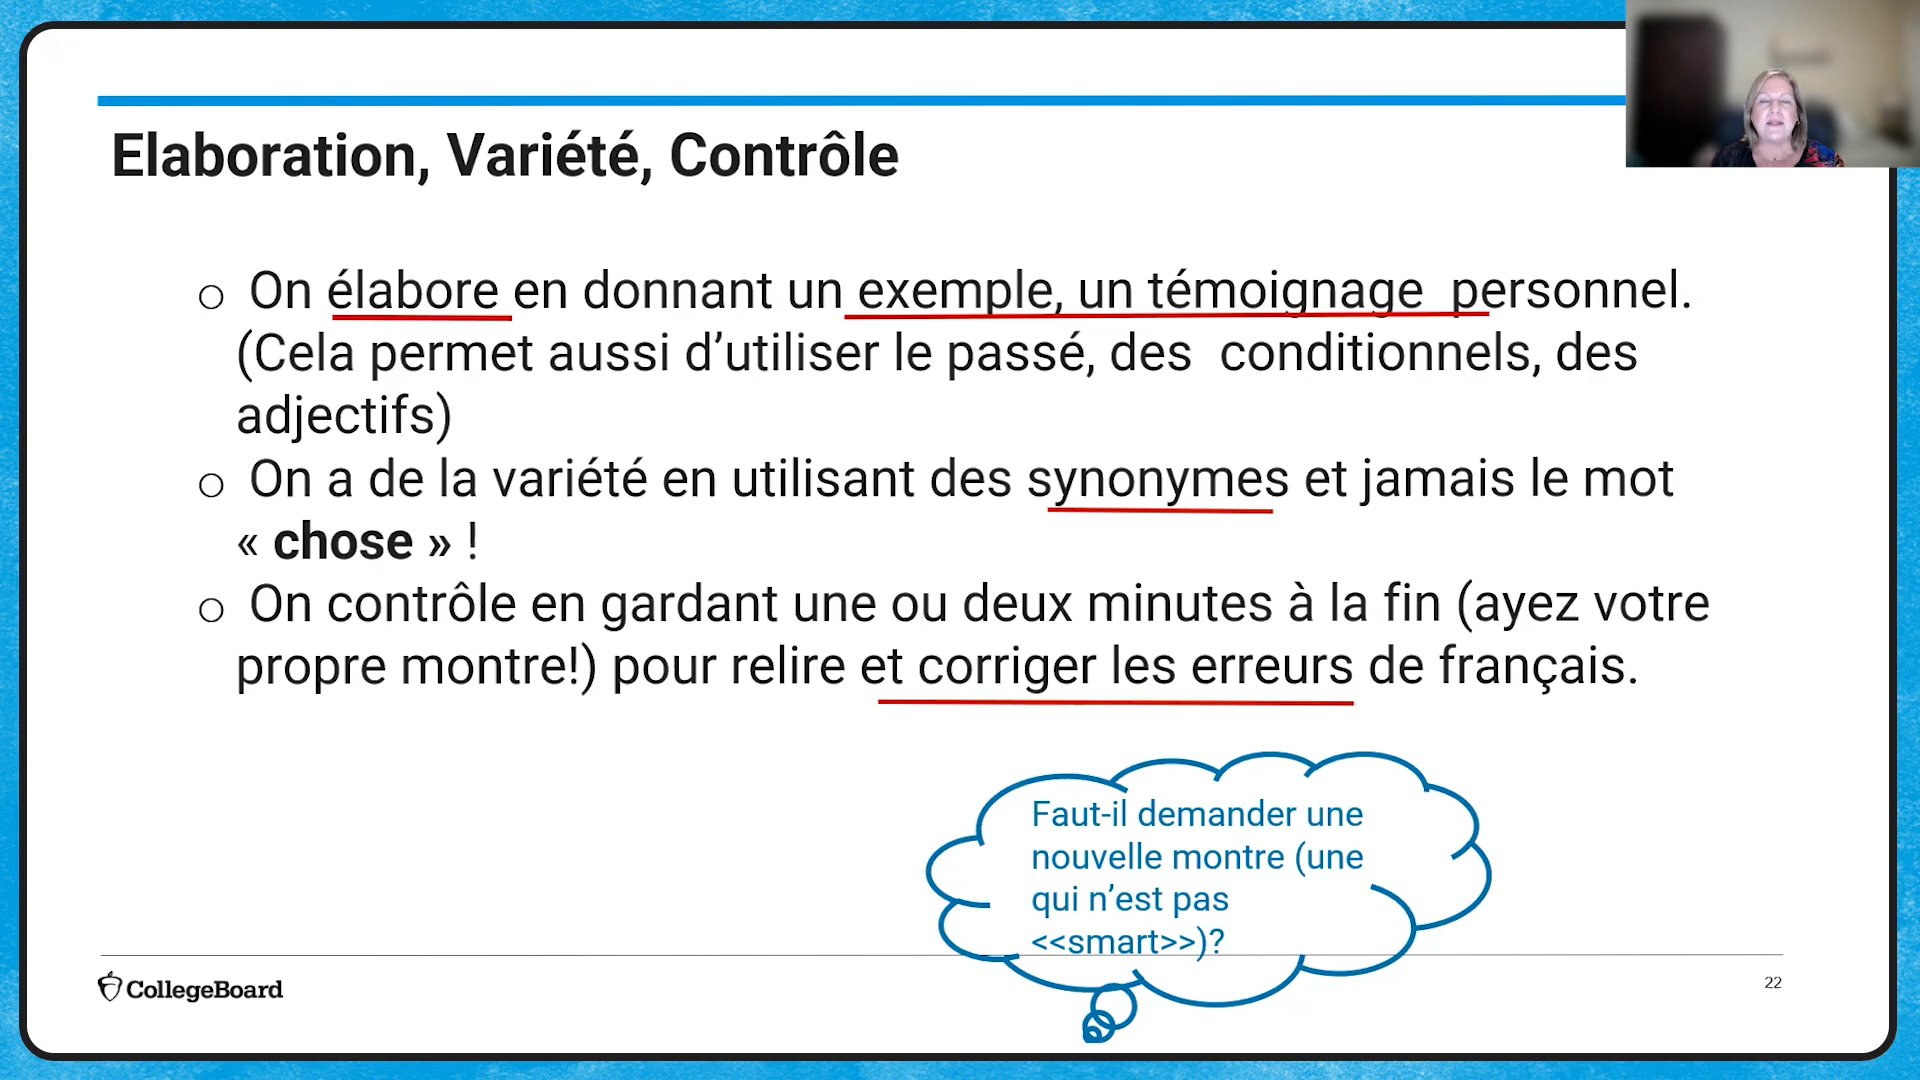 Elaboration, Variété, Contrôle
o On élabore en donnant un exemple, un témoignage personnel.
(Cela permet aussi d’utiliser le passé, des conditionnels, des
adjectifs)
o On a de la variété en utilisant des synonymes et jamais le mot
« chose » !
o On contrôle en gardant une ou deux minutes à la fin (ayez votre
propre montre!) pour relire et corriger les erreurs de français.
Faut-il demander une
nouvelle montre (une
qui n’est pas
<<smart>>)?
CollegeBoard
22